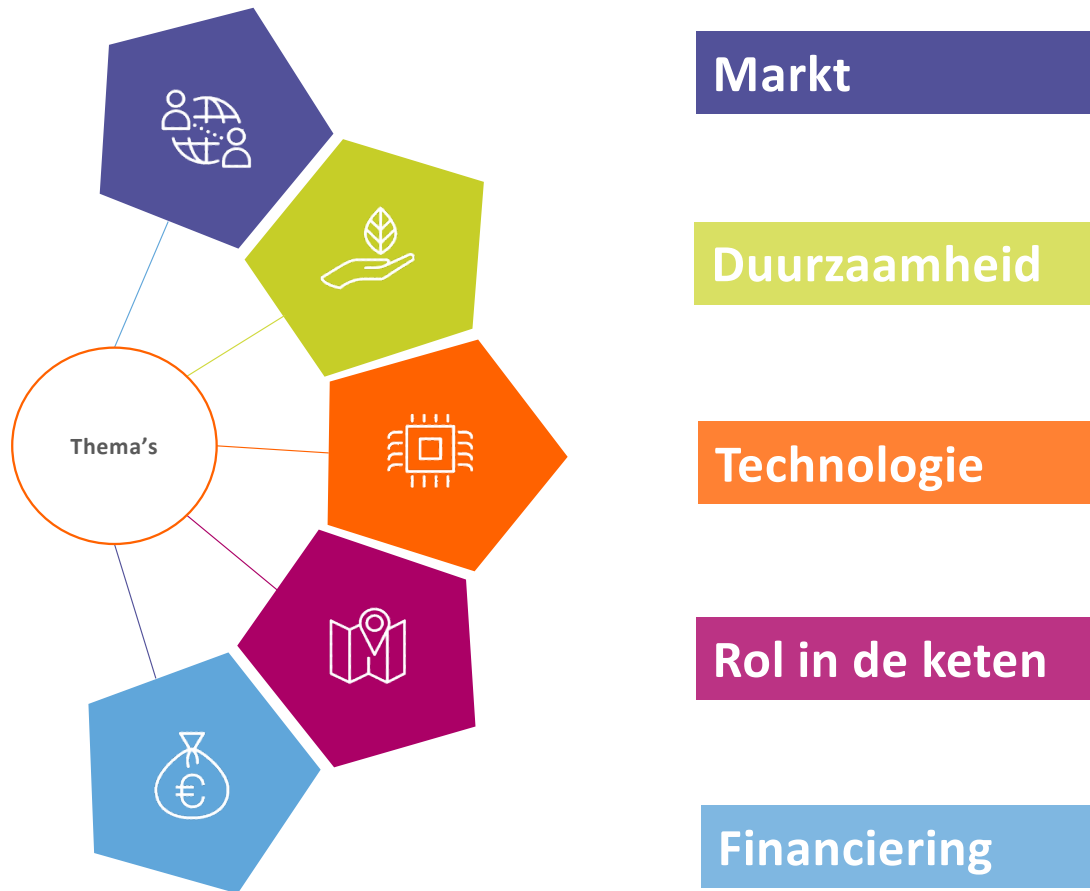 Markt
Duurzaamheid
Thema's
Technologie
Rol in de keten
€
Financiering